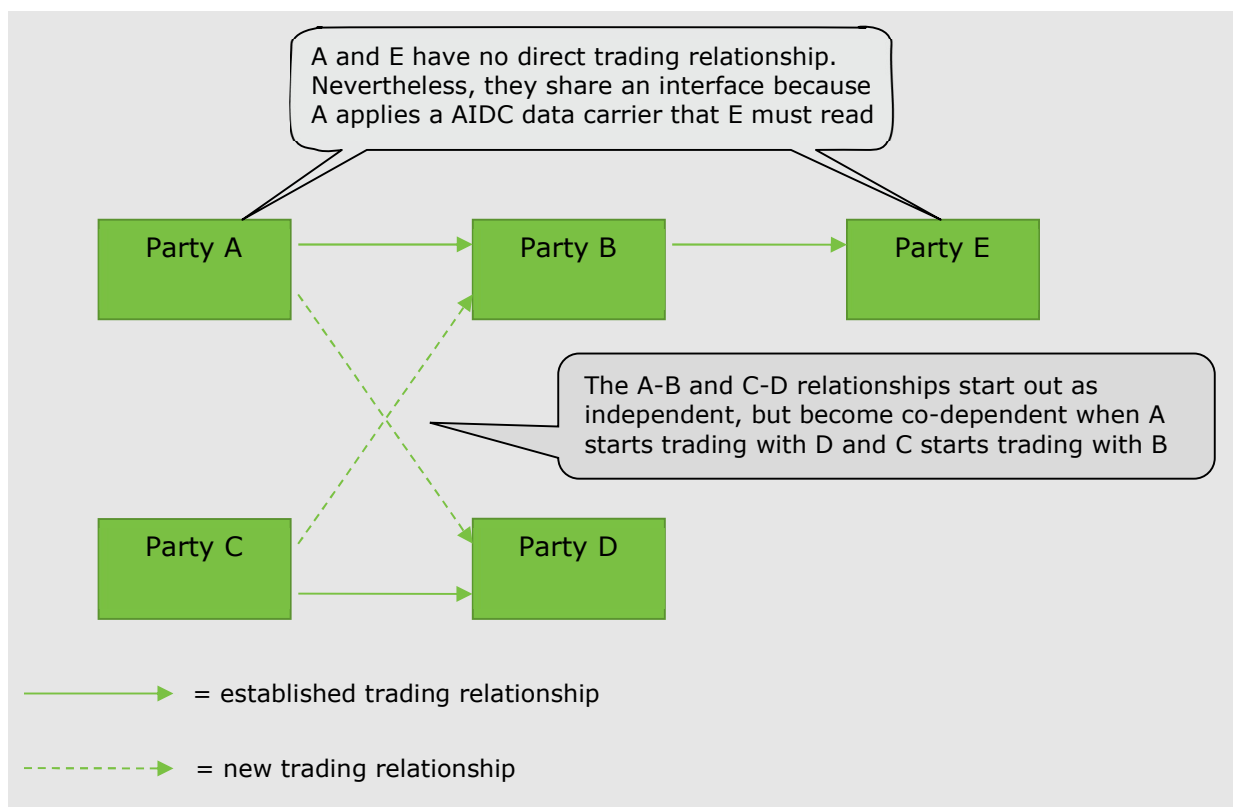 A and E have no direct trading relationship.
Nevertheless, they share an interface because
A applies a AIDC data carrier that E must read
Party A
Party B
Party E
The A-B and C-D relationships start out as
independent, but become co-dependent when A
starts trading with D and C starts trading with B
Party C
Party D
= established trading relationship
= new trading relationship